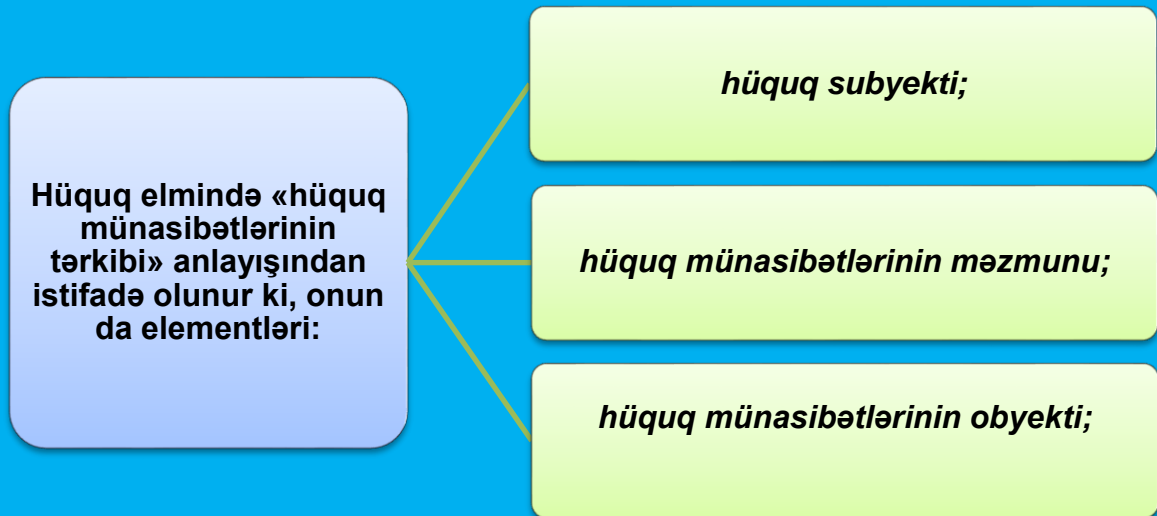 Hüquq elmində «hüquq
münasibətlərinin
tərkibi» anlayışından
istifadə olunur ki, onun
da elementləri:
hüquq subyekti;
hüquq münasibətlərinin məzmunu;
hüquq münasibətlərinin obyekti;